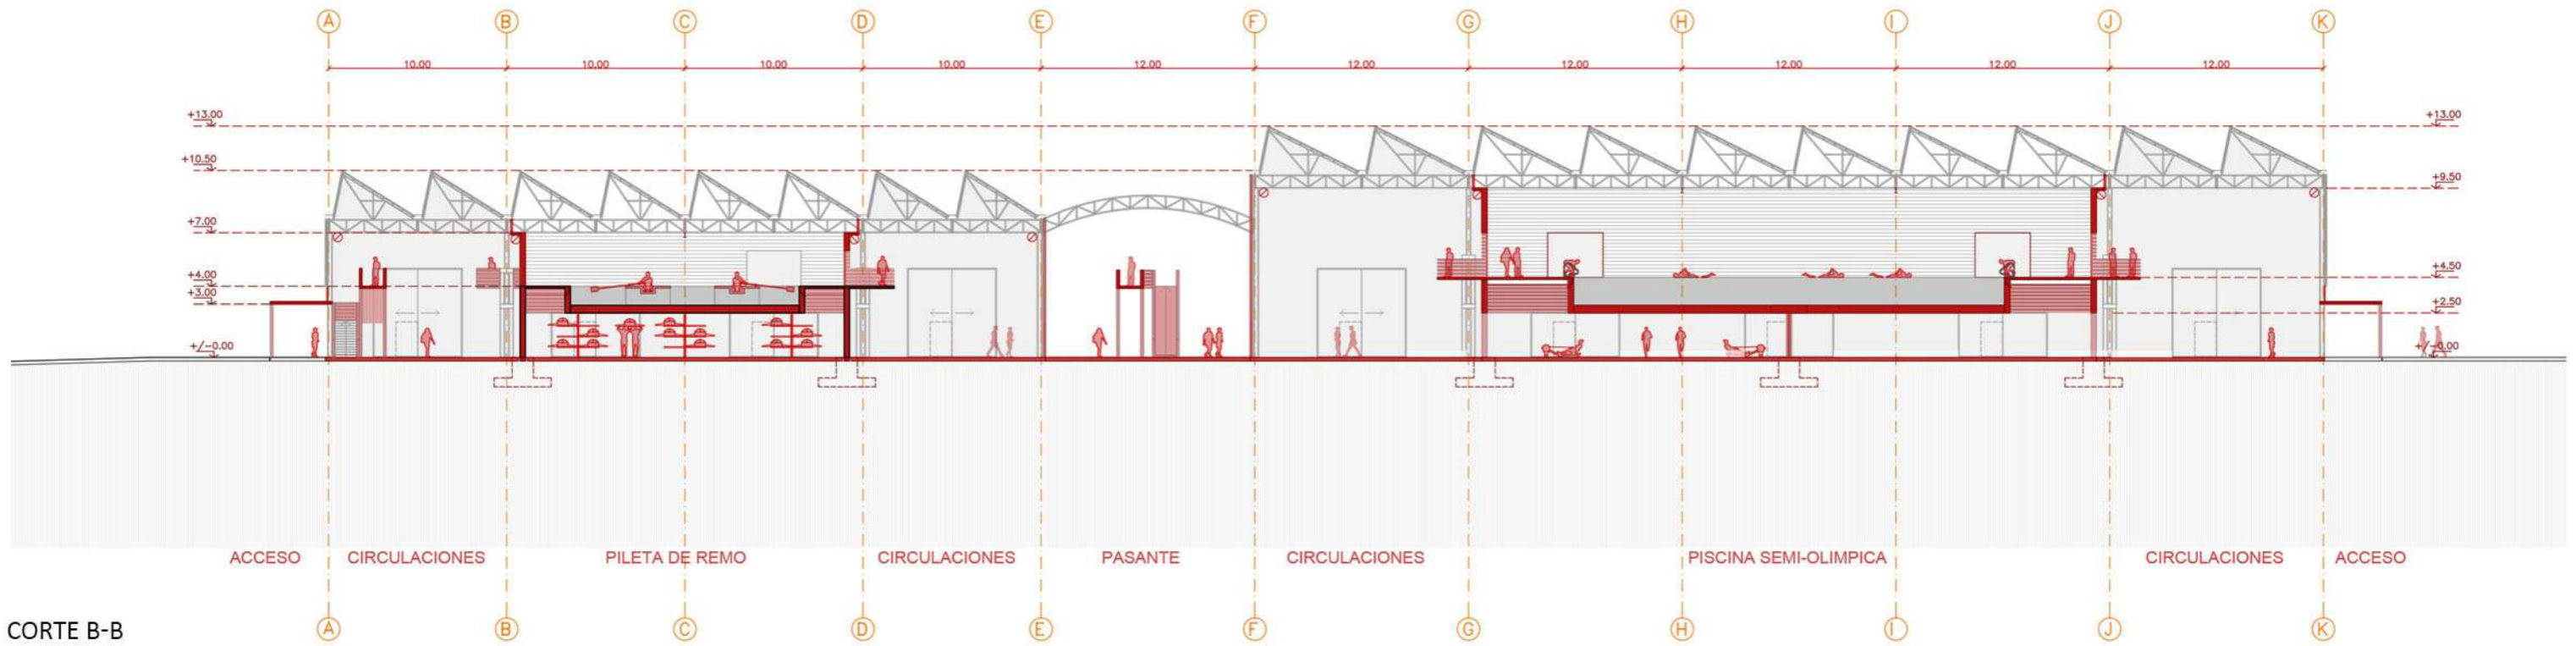 A B C D E F G H I J K
10.00 10.00 10.00 10.00 12.00 12.00 12.00 12.00 12.00 12.00
+13.00 +13.00
+10.50
+9.50
+7.00
+4.00 +4.50
+3.00 +2.50
+/-0.00 +/-0.00
ACCESO CIRCULACIONES PILETA DE REMO CIRCULACIONES PASANTE CIRCULACIONES PISCINA SEMI-OLIMPICA CIRCULACIONES ACCESO
CORTE B-B
A B C D E F G H I J K